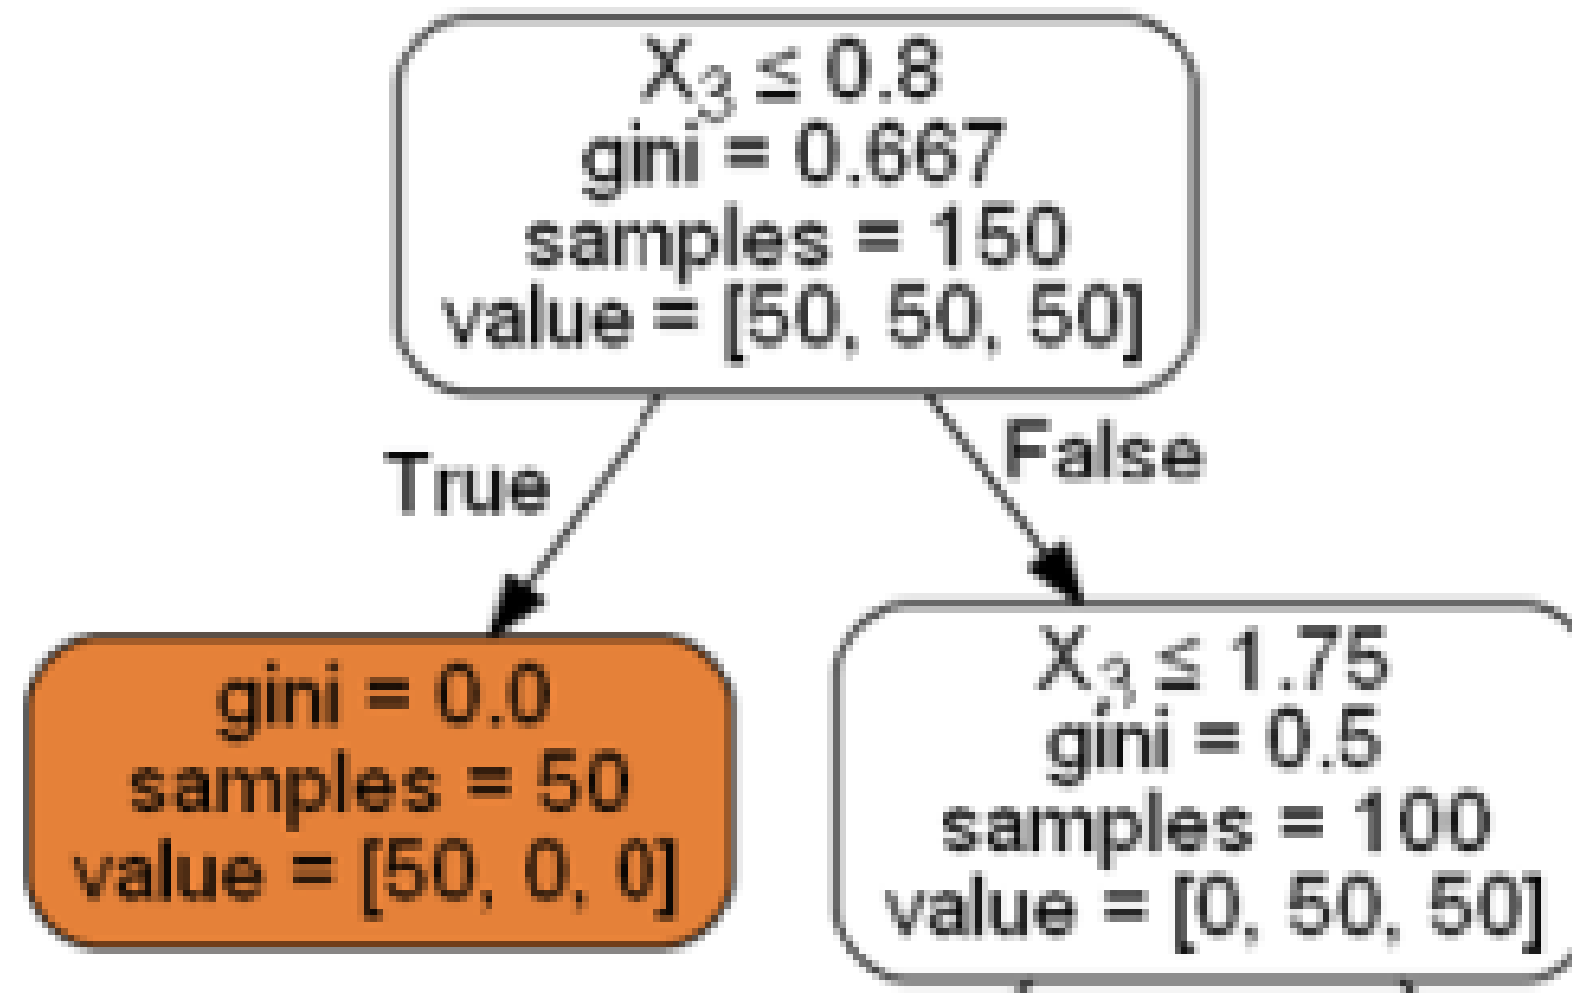 X₃ ≤ 0.8
gini = 0.667
samples = 150
value = [50, 50, 50]
True
False
gini = 0.0
samples = 50
value = [50, 0, 0]
X₃ ≤ 1.75
gini = 0.5
samples = 100
value = [0, 50, 50]